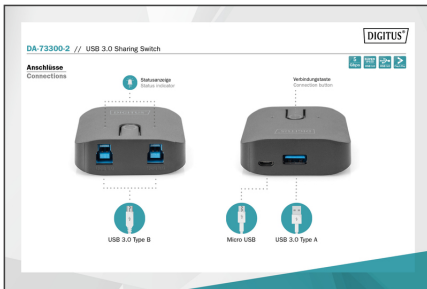 DIGITUS®
DA-73300-2 // USB 3.0 Sharing Switch
Anschlüsse
Connections
Statusanzeige
Status indicator
Verbindungstaste
Connection button
USB 3.0 Type B
Micro USB
USB 3.0 Type A